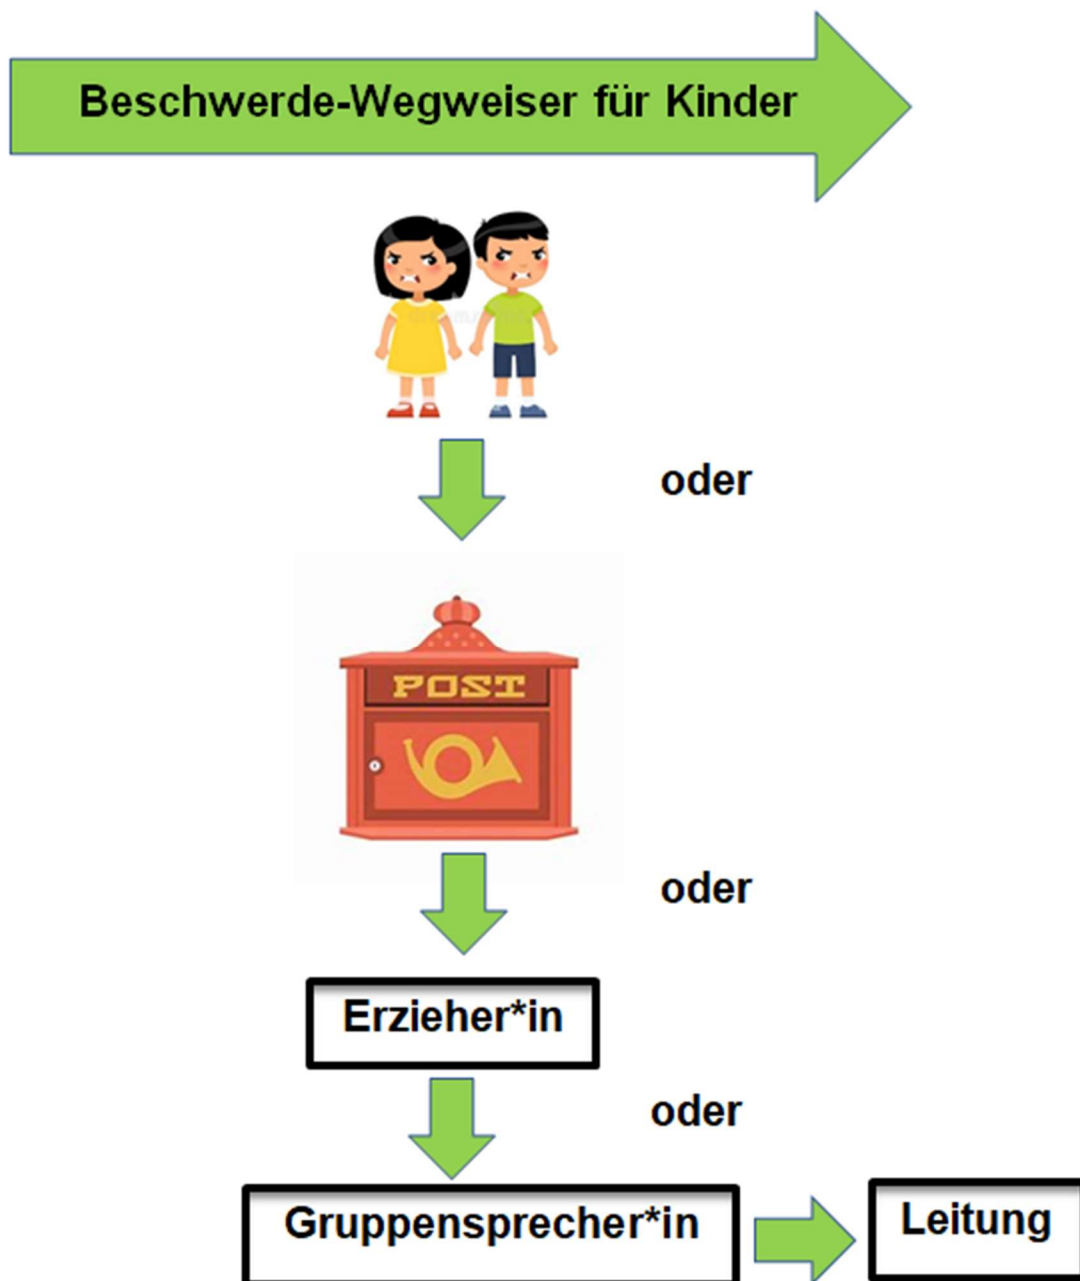 Beschwerde-Wegweiser für Kinder
oder
POST
oder
Erzieher*in
oder
Gruppensprecher*in
Leitung